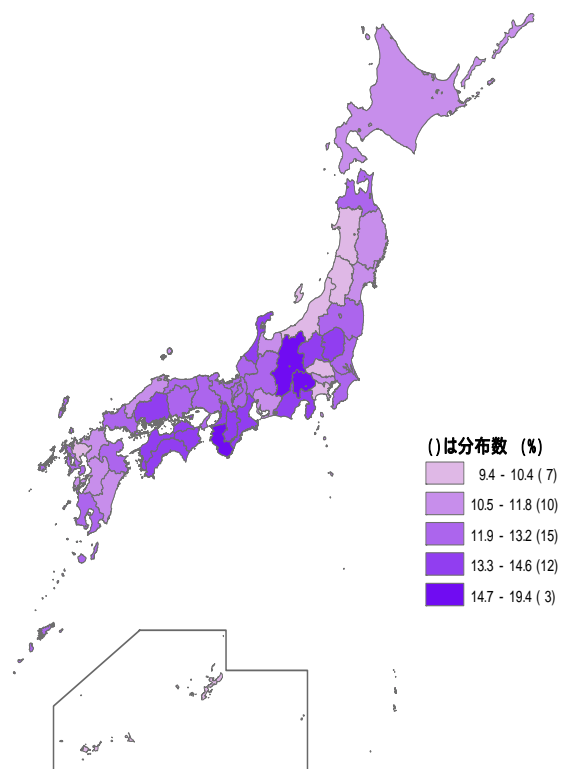 ()は分布数 (%)
9.4 - 10.4 ( 7)
10.5 - 11.8 (10)
11.9 - 13.2 (15)
13.3 - 14.6 (12)
14.7 - 19.4 ( 3)